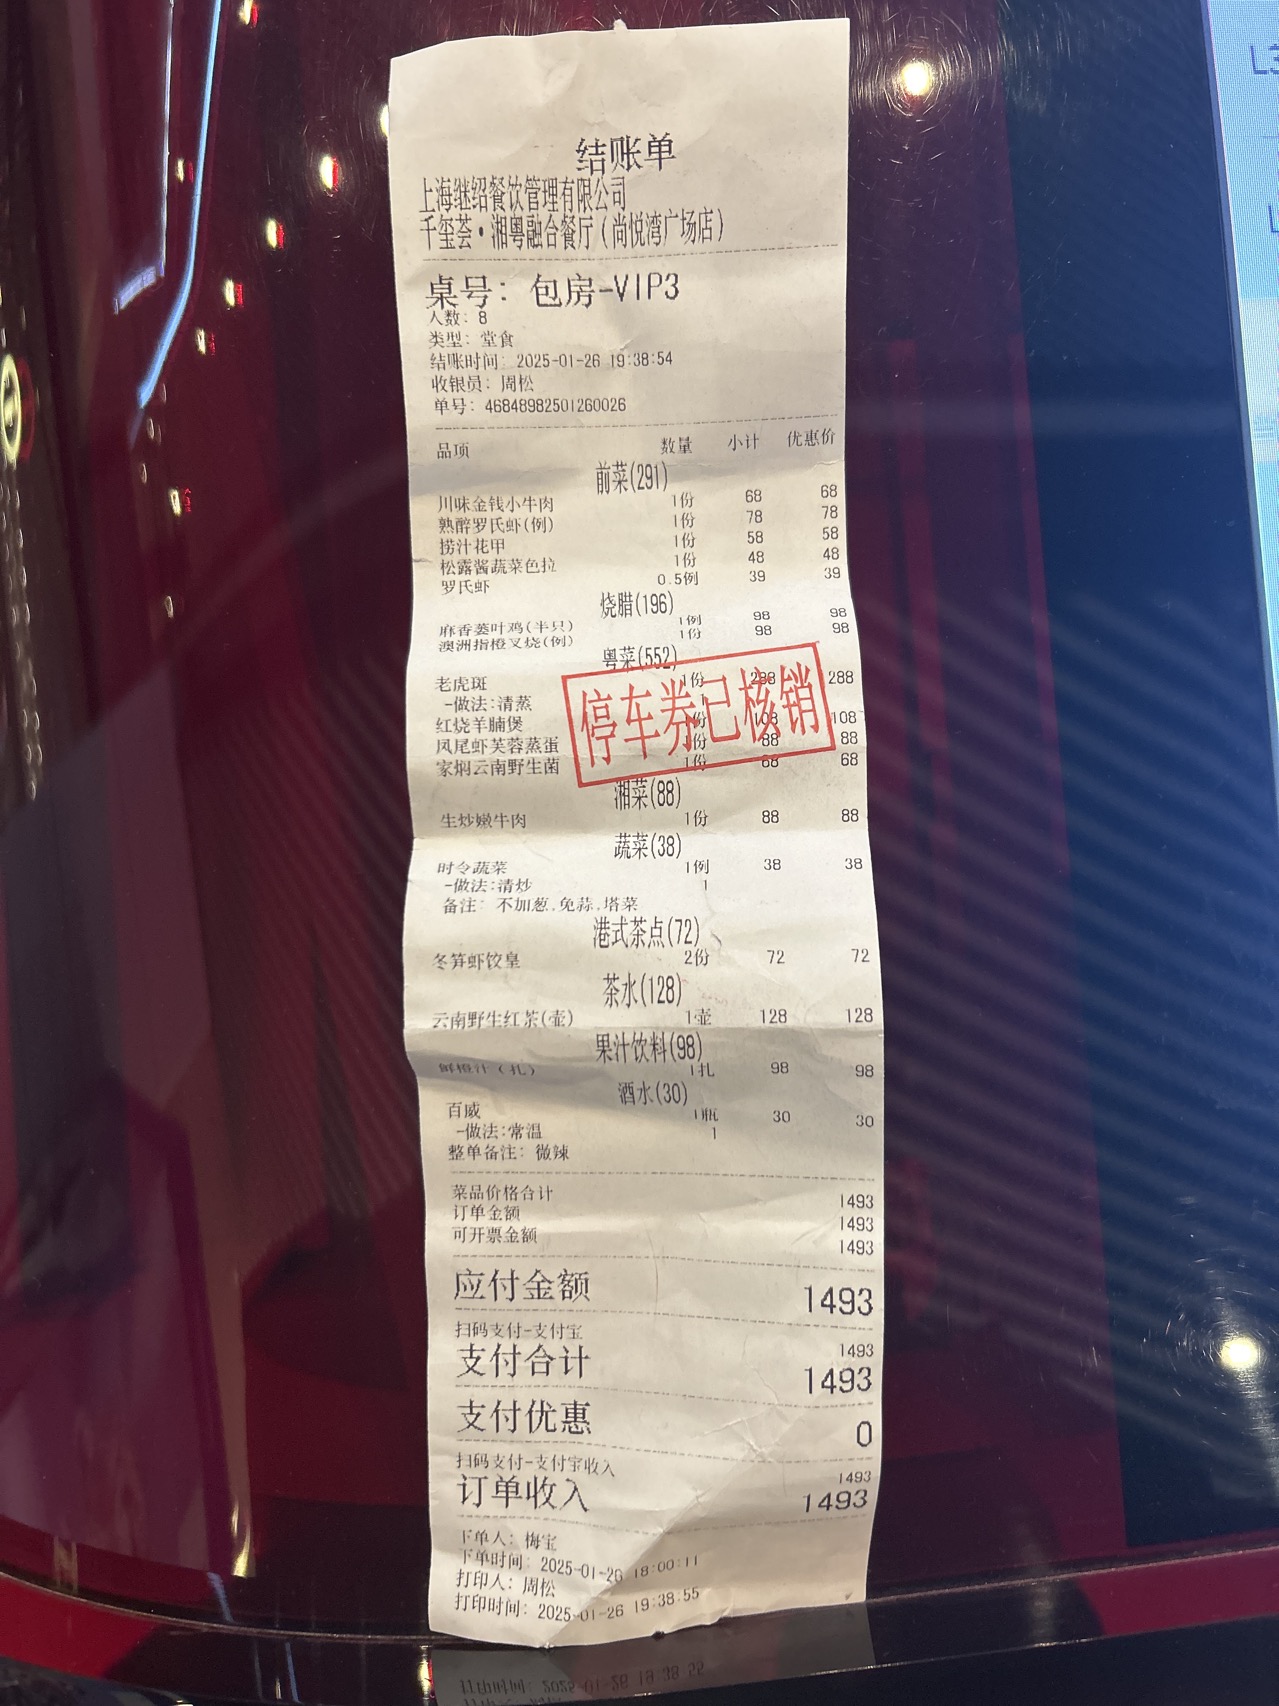 结账单
上海继绍餐饮管理有限公司
千玺荟·湘粤融合餐厅(尚悦湾广场店)
桌号: 包房-VIP3
人数: 8
类型: 堂食
结账时间: 2025-01-26 19:38:54
收银员: 周松
单号: 46848982501260026
品项 数量 小计 优惠价
前菜(291)
川味金钱小牛肉 1份 68 68
熟醉罗氏虾(例) 1份 78 78
捞汁花甲 1份 58 58
松露酱蔬菜色拉 1份 48 48
罗氏虾 0.5例 39 39
烧腊(196)
麻香蒌叶鸡(半只) 1例 98 98
澳洲指橙叉烧(例) 1份 98 98
粤菜(552)
老虎斑 1份 288 288
-做法:清蒸
红烧羊腩煲 份 108 108
凤尾虾芙蓉蒸蛋 1份 88 88
家焖云南野生菌 1份 68 68
停车券已核销
湘菜(88)
生炒嫩牛肉 1份 88 88
蔬菜(38)
时令蔬菜 1例 38 38
-做法:清炒 1
备注: 不加葱,免蒜,塔菜
港式茶点(72)
冬笋虾饺皇 2份 72 72
茶水(128)
云南野生红茶(壶) 1壶 128 128
果汁饮料(98)
鲜橙汁(扎) 1扎 98 98
酒水(30)
百威 1瓶 30 30
-做法:常温 1
整单备注: 微辣
菜品价格合计 1493
订单金额 1493
可开票金额 1493
应付金额 1493
扫码支付-支付宝 1493
支付合计 1493
支付优惠 0
扫码支付-支付宝收入 1493
订单收入 1493
下单人: 梅宝
下单时间: 2025-01-26 18:00:11
打印人: 周松
打印时间: 2025-01-26 19:38:55